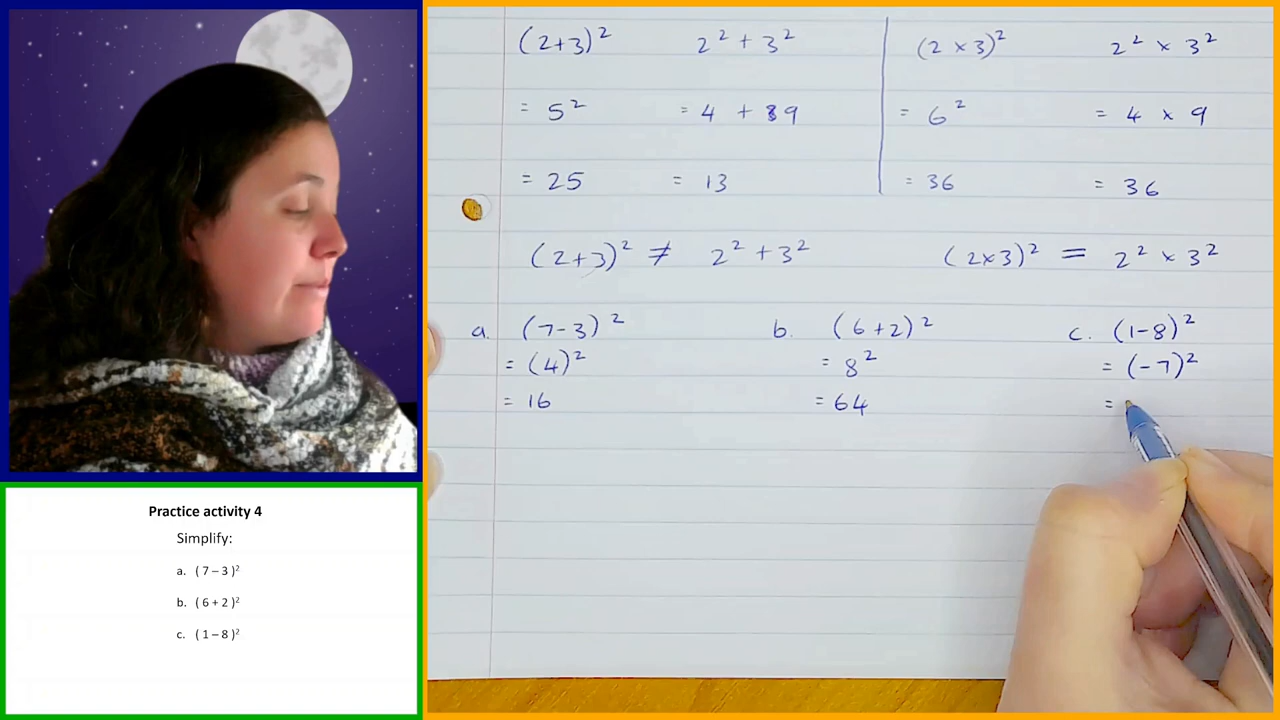 (2+3)² 2² + 3² (2 × 3)² 2² × 3²
= 5² = 4 + 9 = 6² = 4 × 9
= 25 = 13 = 36 = 36
(2+3)² ≠ 2² + 3² (2×3)² = 2² × 3²
a. (7-3)² b. (6+2)² c. (1-8)²
= (4)² = 8² = (-7)²
= 16 = 64 =
Practice activity 4
Simplify:
a. ( 7 – 3 )²
b. ( 6 + 2 )²
c. ( 1 – 8 )²